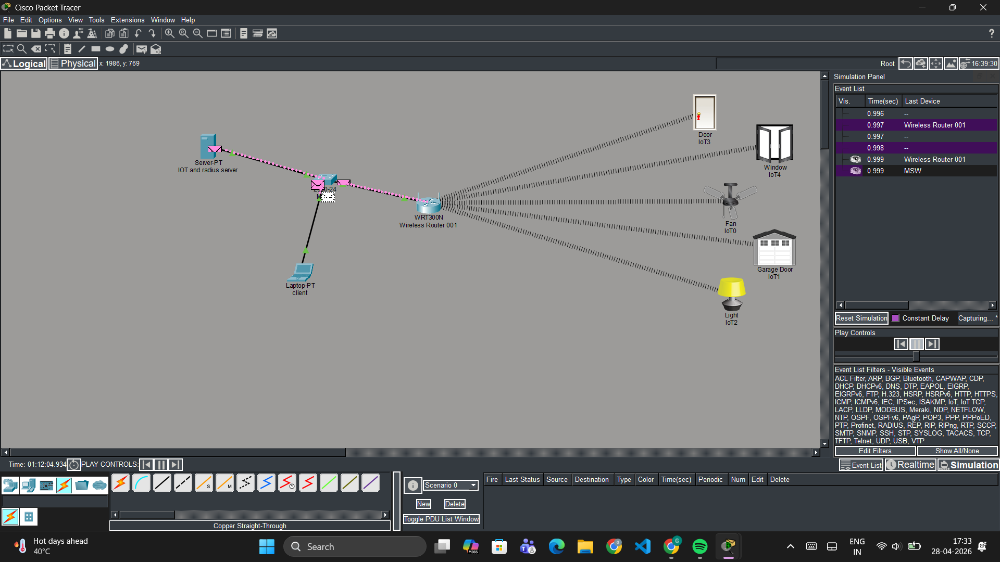 Cisco Packet Tracer
File Edit Options View Tools Extensions Window Help
?
Logical Physical x: 1986, y: 769 Root 16:39:30
Simulation Panel
Event List
Vis. Time(sec) Last Device
0.996 --
0.997 Wireless Router 001
0.997 --
0.998 --
0.999 Wireless Router 001
0.999 MSW
Door
IoT3
Window
IoT4
Server-PT
IOT and radius server
WRT300N
Wireless Router 001
Fan
IoT0
Garage Door
IoT1
Laptop-PT
client
Light
IoT2
Reset Simulation Constant Delay Capturing... *
Play Controls
Event List Filters - Visible Events
ACL Filter, ARP, BGP, Bluetooth, CAPWAP, CDP,
DHCP, DHCPv6, DNS, DTP, EAPOL, EIGRP,
EIGRPv6, FTP, H.323, HSRP, HSRPv6, HTTP, HTTPS,
ICMP, ICMPv6, IEC, IPSec, ISAKMP, IoT, IoT TCP,
LACP, LLDP, MODBUS, Meraki, NDP, NETFLOW,
NTP, OSPF, OSPFv6, PAgP, POP3, PPP, PPPoED,
PTP, Profinet, RADIUS, REP, RIP, RIPng, RTP, SCCP,
SMTP, SNMP, SSH, STP, SYSLOG, TACACS, TCP,
TFTP, Telnet, UDP, USB, VTP
Edit Filters Show All/None
Time: 01:12:04.934 PLAY CONTROLS: Event List Realtime Simulation
S M
Scenario 0
New Delete
Toggle PDU List Window
Fire Last Status Source Destination Type Color Time(sec) Periodic Num Edit Delete
Copper Straight-Through
Hot days ahead
40°C
Search
M365
ENG
IN
17:33
28-04-2026